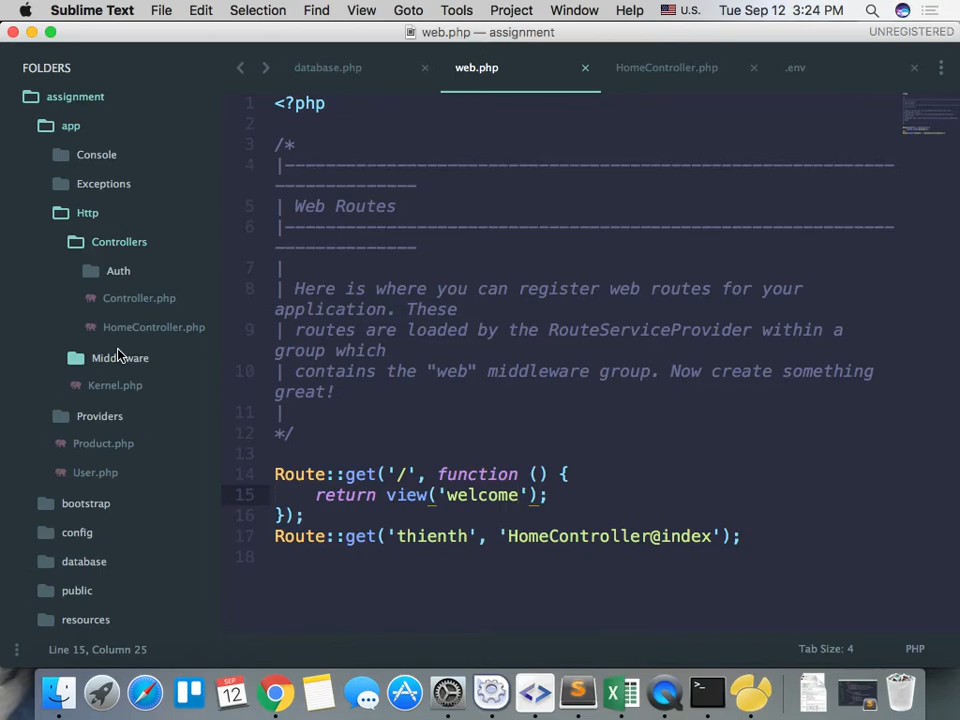 Sublime Text File Edit Selection Find View Goto Tools Project Window Help U.S. Tue Sep 12 3:24 PM
web.php — assignment UNREGISTERED
FOLDERS
assignment
app
Console
Exceptions
Http
Controllers
Auth
Controller.php
HomeController.php
Middleware
Kernel.php
Providers
Product.php
User.php
bootstrap
config
database
public
resources
database.php × web.php × HomeController.php × .env ×
1 <?php
2
3 /*
4 |--------------------------------------------------------------
--------------
5 | Web Routes
6 |--------------------------------------------------------------
--------------
7 |
8 | Here is where you can register web routes for your
application. These
9 | routes are loaded by the RouteServiceProvider within a
group which
10 | contains the "web" middleware group. Now create something
great!
11 |
12 */
13
14 Route::get('/', function () {
15 return view('welcome');
16 });
17 Route::get('thienth', 'HomeController@index');
18
Line 15, Column 25 Tab Size: 4 PHP
SEP
12